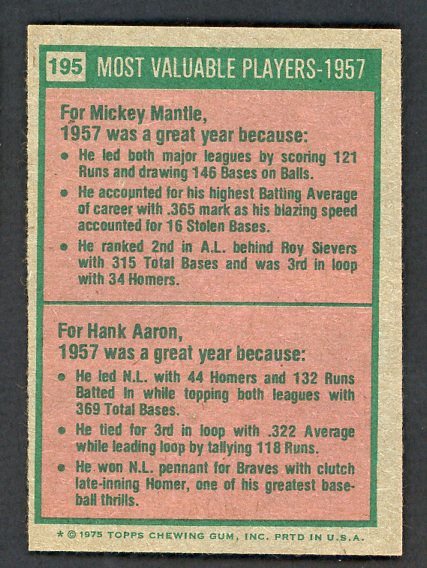 195 MOST VALUABLE PLAYERS-1957
For Mickey Mantle,
1957 was a great year because:
● He led both major leagues by scoring 121
Runs and drawing 146 Bases on Balls.
● He accounted for his highest Batting Average
of career with .365 mark as his blazing speed
accounted for 16 Stolen Bases.
● He ranked 2nd in A.L. behind Roy Sievers
with 315 Total Bases and was 3rd in loop
with 34 Homers.
For Hank Aaron,
1957 was a great year because:
● He led N.L. with 44 Homers and 132 Runs
Batted In while topping both leagues with
369 Total Bases.
● He tied for 3rd in loop with .322 Average
while leading loop by tallying 118 Runs.
● He won N.L. pennant for Braves with clutch
late-inning Homer, one of his greatest base-
ball thrills.
* © 1975 TOPPS CHEWING GUM, INC. PRTD IN U.S.A.